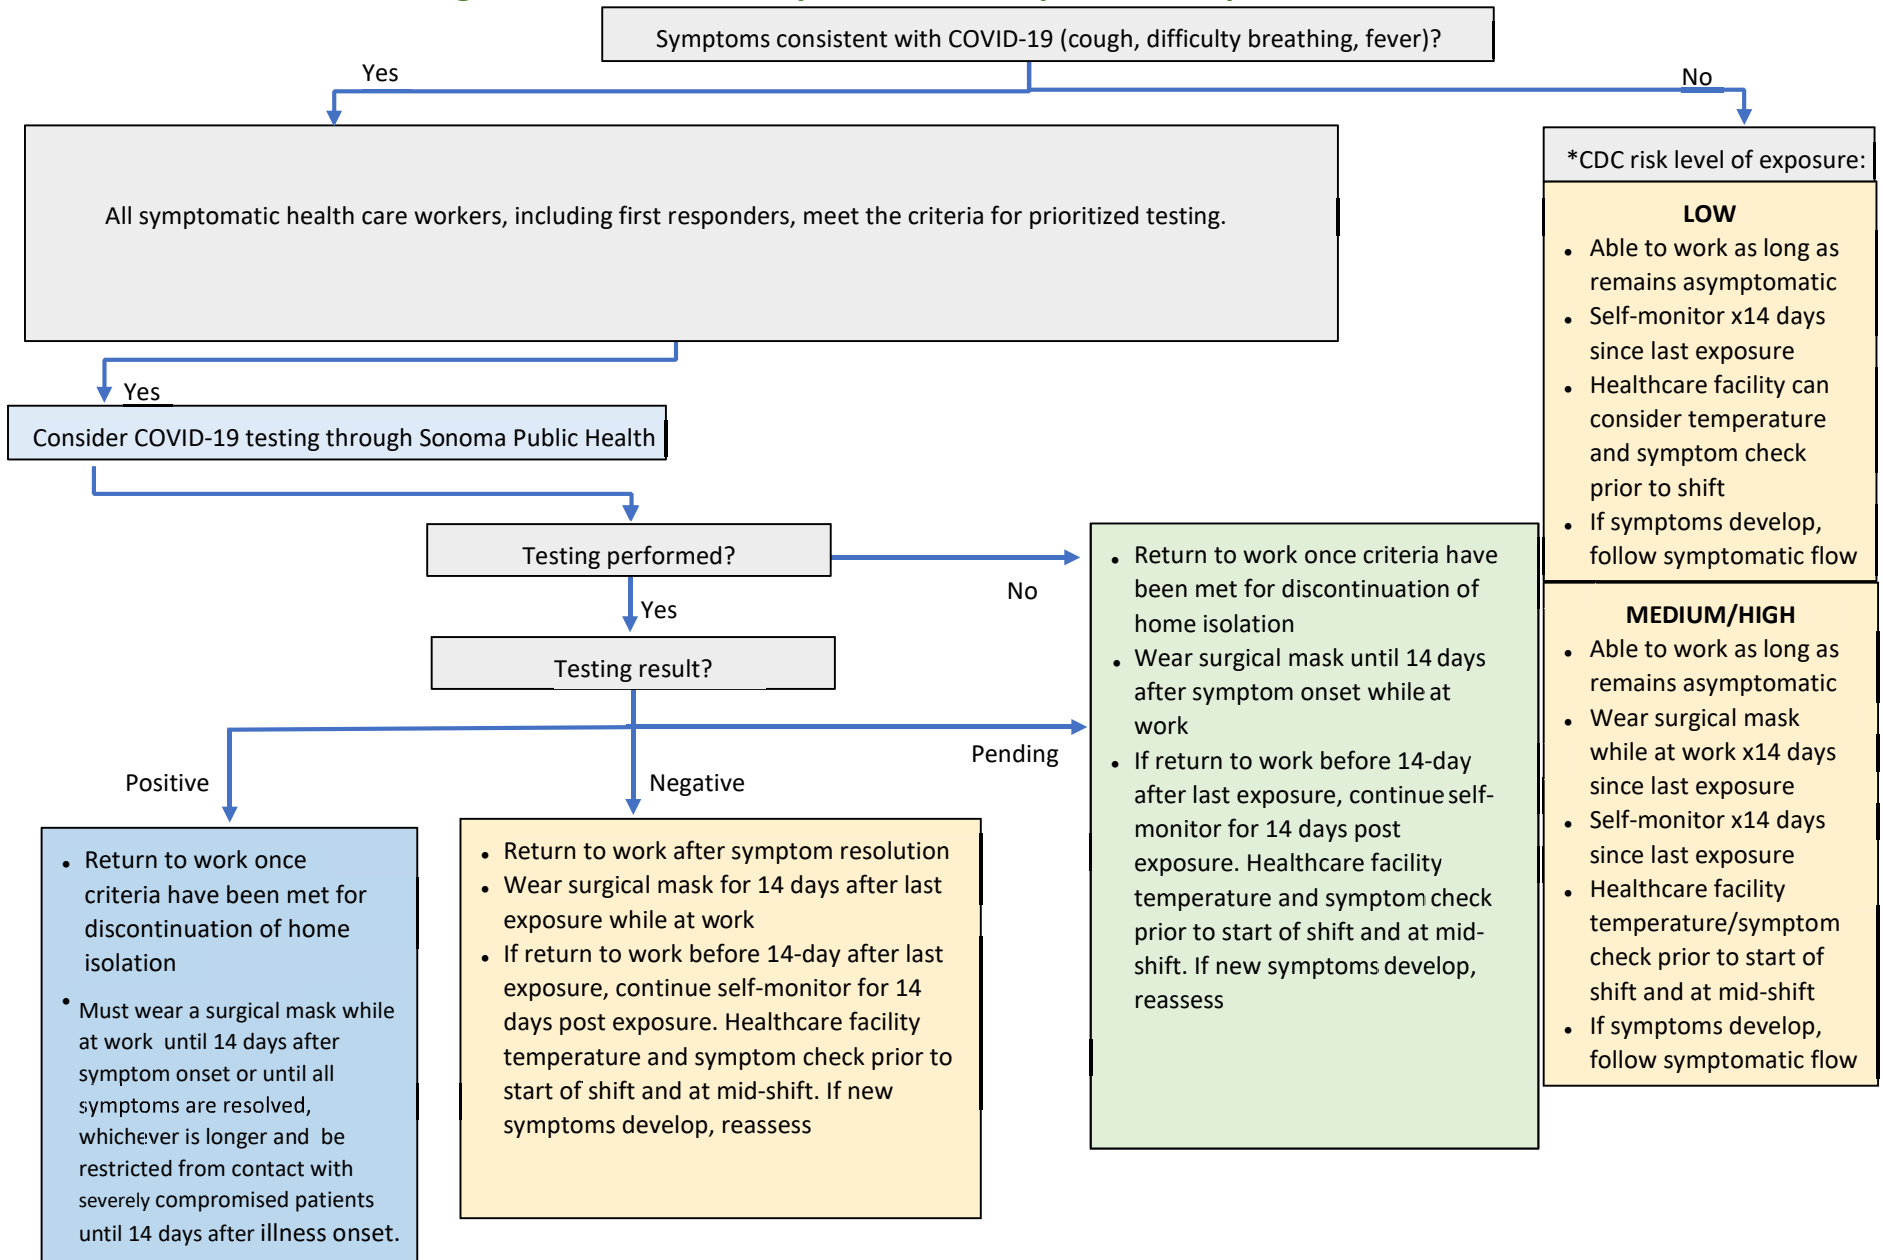 Symptoms consistent with COVID-19 (cough, difficulty breathing, fever)?
Yes
No
All symptomatic health care workers, including first responders, meet the criteria for prioritized testing.
*CDC risk level of exposure:
LOW
• Able to work as long as
remains asymptomatic
• Self-monitor x14 days
since last exposure
• Healthcare facility can
consider temperature
and symptom check
prior to shift
• If symptoms develop,
follow symptomatic flow
MEDIUM/HIGH
• Able to work as long as
remains asymptomatic
• Wear surgical mask
while at work x14 days
since last exposure
• Self-monitor x14 days
since last exposure
• Healthcare facility
temperature/symptom
check prior to start of
shift and at mid-shift
• If symptoms develop,
follow symptomatic flow
Yes
Consider COVID-19 testing through Sonoma Public Health
Testing performed?
No
Yes
Testing result?
Pending
Positive
Negative
• Return to work once criteria have
been met for discontinuation of
home isolation
• Wear surgical mask until 14 days
after symptom onset while at
work
• If return to work before 14-day
after last exposure, continue self-
monitor for 14 days post
exposure. Healthcare facility
temperature and symptom check
prior to start of shift and at mid-
shift. If new symptoms develop,
reassess
• Return to work once
criteria have been met for
discontinuation of home
isolation
• Must wear a surgical mask while
at work until 14 days after
symptom onset or until all
symptoms are resolved,
whichever is longer and be
restricted from contact with
severely compromised patients
until 14 days after illness onset.
• Return to work after symptom resolution
• Wear surgical mask for 14 days after last
exposure while at work
• If return to work before 14-day after last
exposure, continue self-monitor for 14
days post exposure. Healthcare facility
temperature and symptom check prior to
start of shift and at mid-shift. If new
symptoms develop, reassess